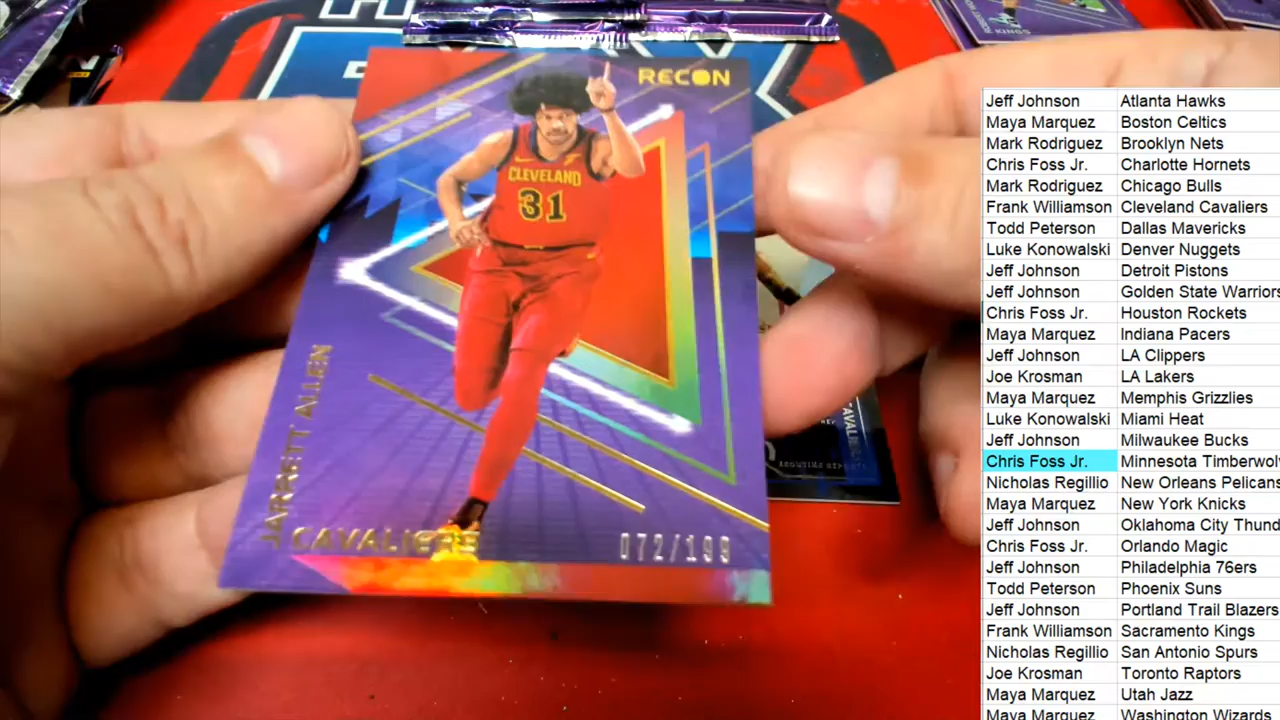 RECON
CLEVELAND
31
JARRETT ALLEN
CAVALIERS
072/199
KINGS
Jeff Johnson Atlanta Hawks
Maya Marquez Boston Celtics
Mark Rodriguez Brooklyn Nets
Chris Foss Jr. Charlotte Hornets
Mark Rodriguez Chicago Bulls
Frank Williamson Cleveland Cavaliers
Todd Peterson Dallas Mavericks
Luke Konowalski Denver Nuggets
Jeff Johnson Detroit Pistons
Jeff Johnson Golden State Warriors
Chris Foss Jr. Houston Rockets
Maya Marquez Indiana Pacers
Jeff Johnson LA Clippers
Joe Krosman LA Lakers
Maya Marquez Memphis Grizzlies
Luke Konowalski Miami Heat
Jeff Johnson Milwaukee Bucks
Chris Foss Jr. Minnesota Timberwol
Nicholas Regillio New Orleans Pelicans
Maya Marquez New York Knicks
Jeff Johnson Oklahoma City Thund
Chris Foss Jr. Orlando Magic
Jeff Johnson Philadelphia 76ers
Todd Peterson Phoenix Suns
Jeff Johnson Portland Trail Blazers
Frank Williamson Sacramento Kings
Nicholas Regillio San Antonio Spurs
Joe Krosman Toronto Raptors
Maya Marquez Utah Jazz
Maya Marquez Washington Wizards